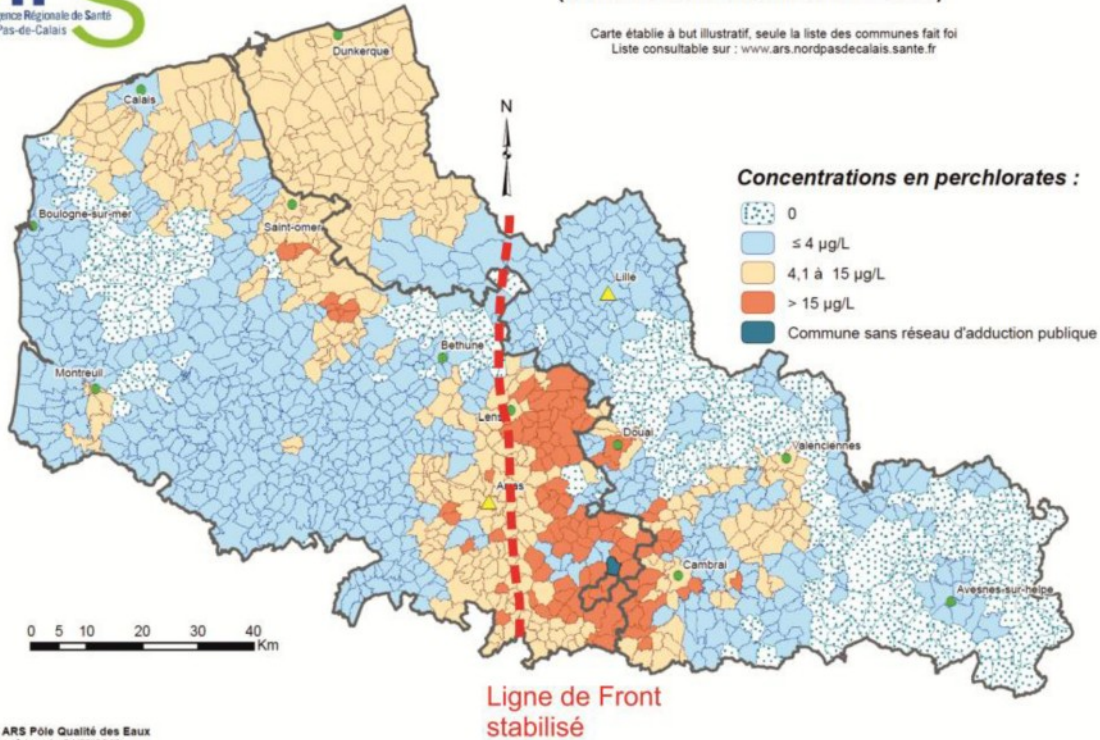 Agence Régionale de Santé
Pas-de-Calais
Carte établie à but illustratif, seule la liste des communes fait foi
Liste consultable sur : www.ars.nordpasdecalais.sante.fr
N
Dunkerque
Calais
Boulogne-sur-mer
Saint-omer
Lille
Bethune
Montreuil
Lens
Douai
Valenciennes
Arras
Cambrai
Avesnes-sur-helpe
Concentrations en perchlorates :
0
≤ 4 µg/L
4,1 à 15 µg/L
> 15 µg/L
Commune sans réseau d'adduction publique
0 5 10 20 30 40
Km
Ligne de Front
stabilisé
ARS Pôle Qualité des Eaux